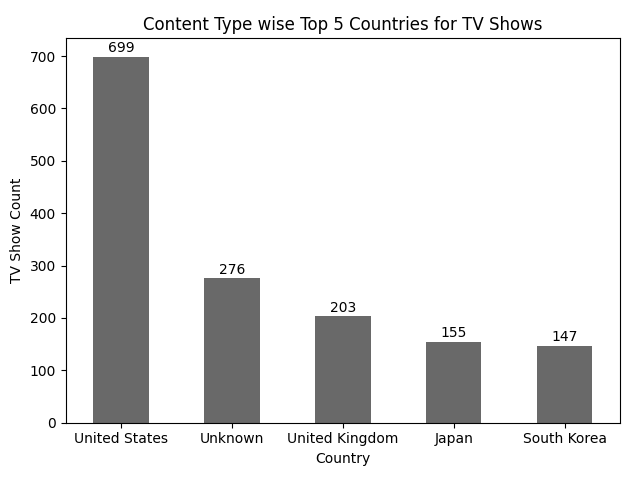 Content Type wise Top 5 Countries for TV Shows
TV Show Count
700
600
500
400
300
200
100
0
699
276
203
155
147
United States
Unknown
United Kingdom
Japan
South Korea
Country